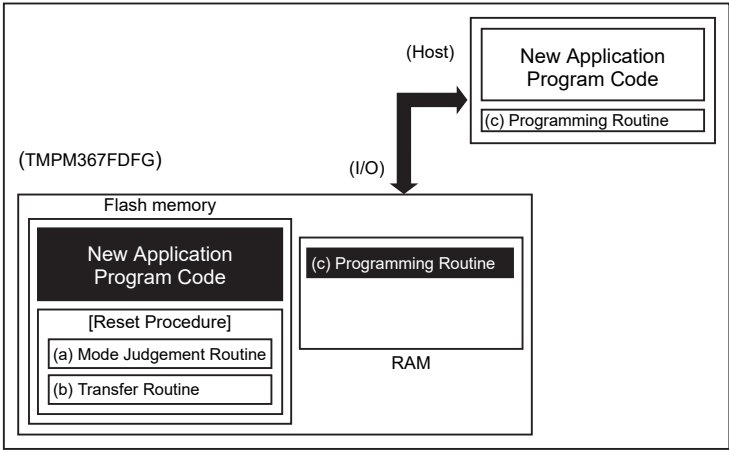 (Host)
New Application
Program Code
(c) Programming Routine
(TMPM367FDFG)
(I/O)
Flash memory
New Application
Program Code
[Reset Procedure]
(a) Mode Judgement Routine
(b) Transfer Routine
(c) Programming Routine
RAM